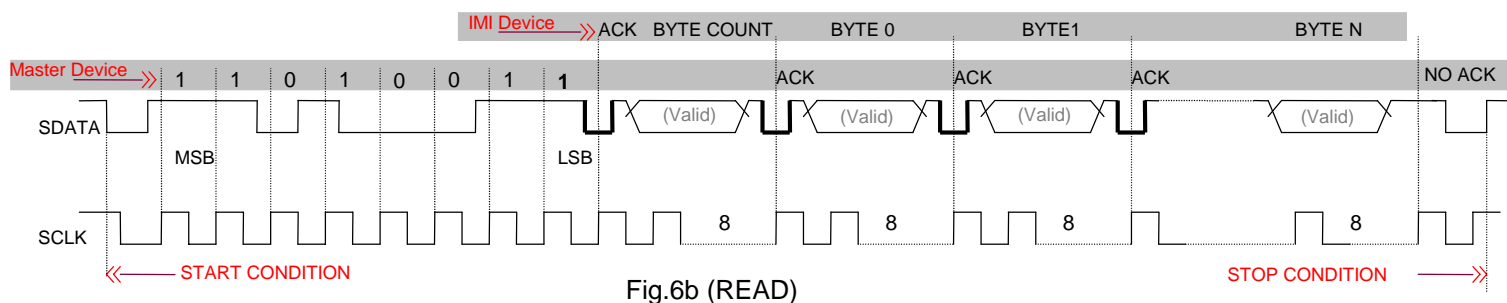 IMI Device ACK BYTE COUNT BYTE 0 BYTE1 BYTE N
Master Device 1 1 0 1 0 0 1 1 ACK ACK ACK NO ACK
SDATA (Valid) (Valid) (Valid) (Valid)
MSB LSB
SCLK 8 8 8 8
START CONDITION STOP CONDITION
Fig.6b (READ)